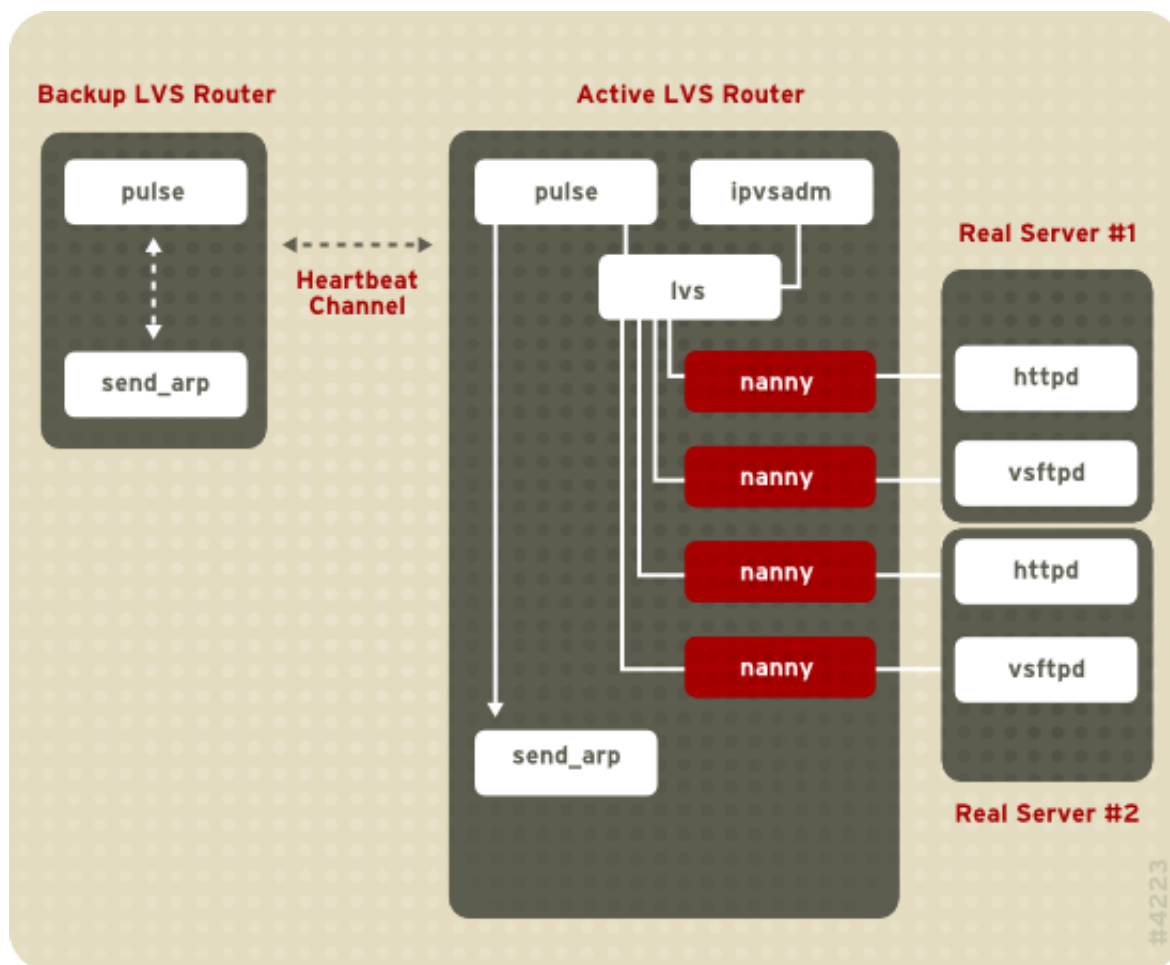 Backup LVS Router
pulse
send_arp
Heartbeat
Channel
Active LVS Router
pulse
ipvsadm
lvs
nanny
nanny
nanny
nanny
send_arp
Real Server #1
httpd
vsftpd
httpd
vsftpd
Real Server #2
#42223